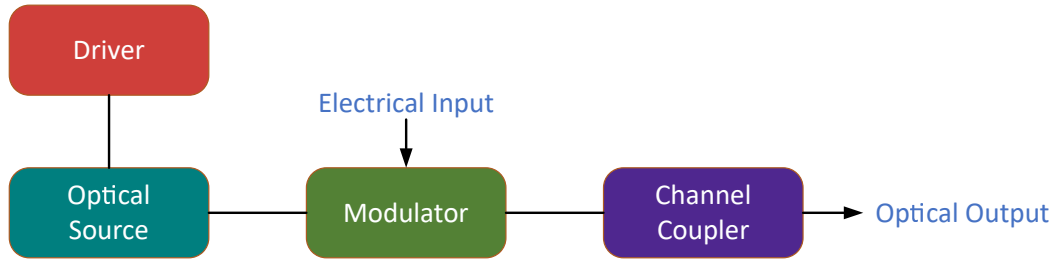 Driver
Electrical Input
Optical
Source
Modulator
Channel
Coupler
Optical Output